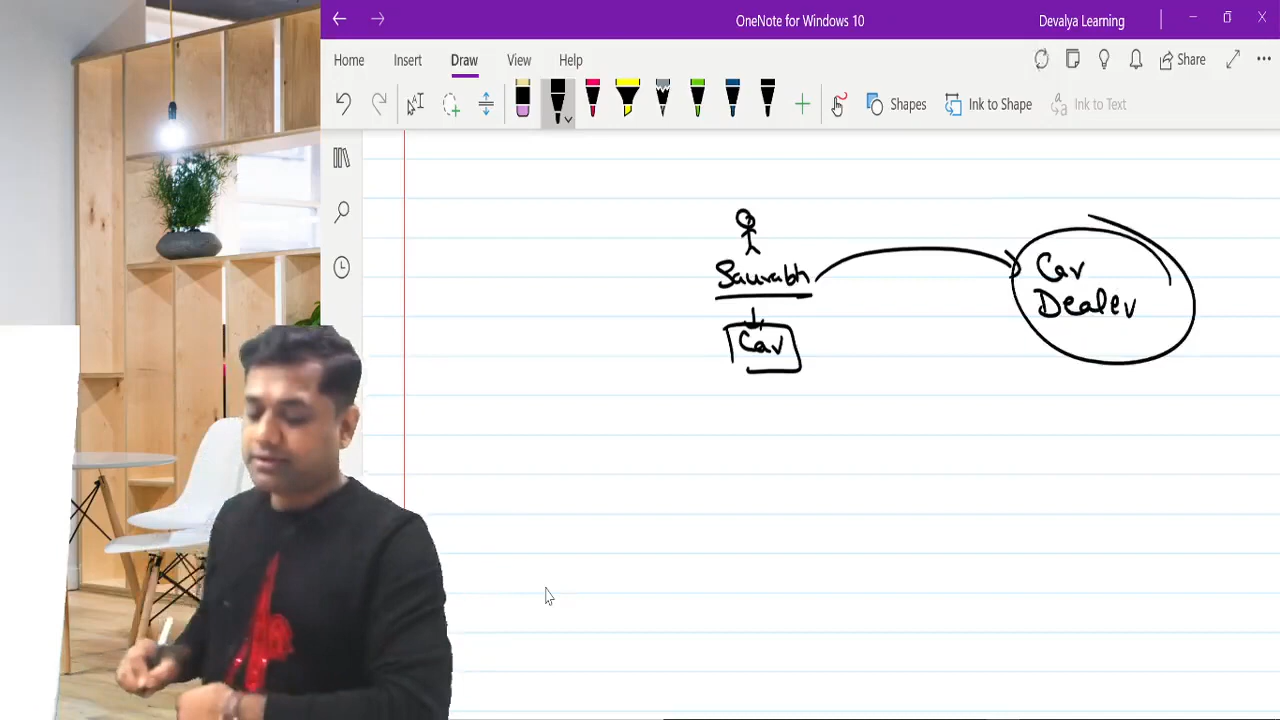 OneNote for Windows 10
Devalya Learning
Home
Insert
Draw
View
Help
Share
Shapes
Ink to Shape
Ink to Text
Saurabh
Car
Car
Dealer